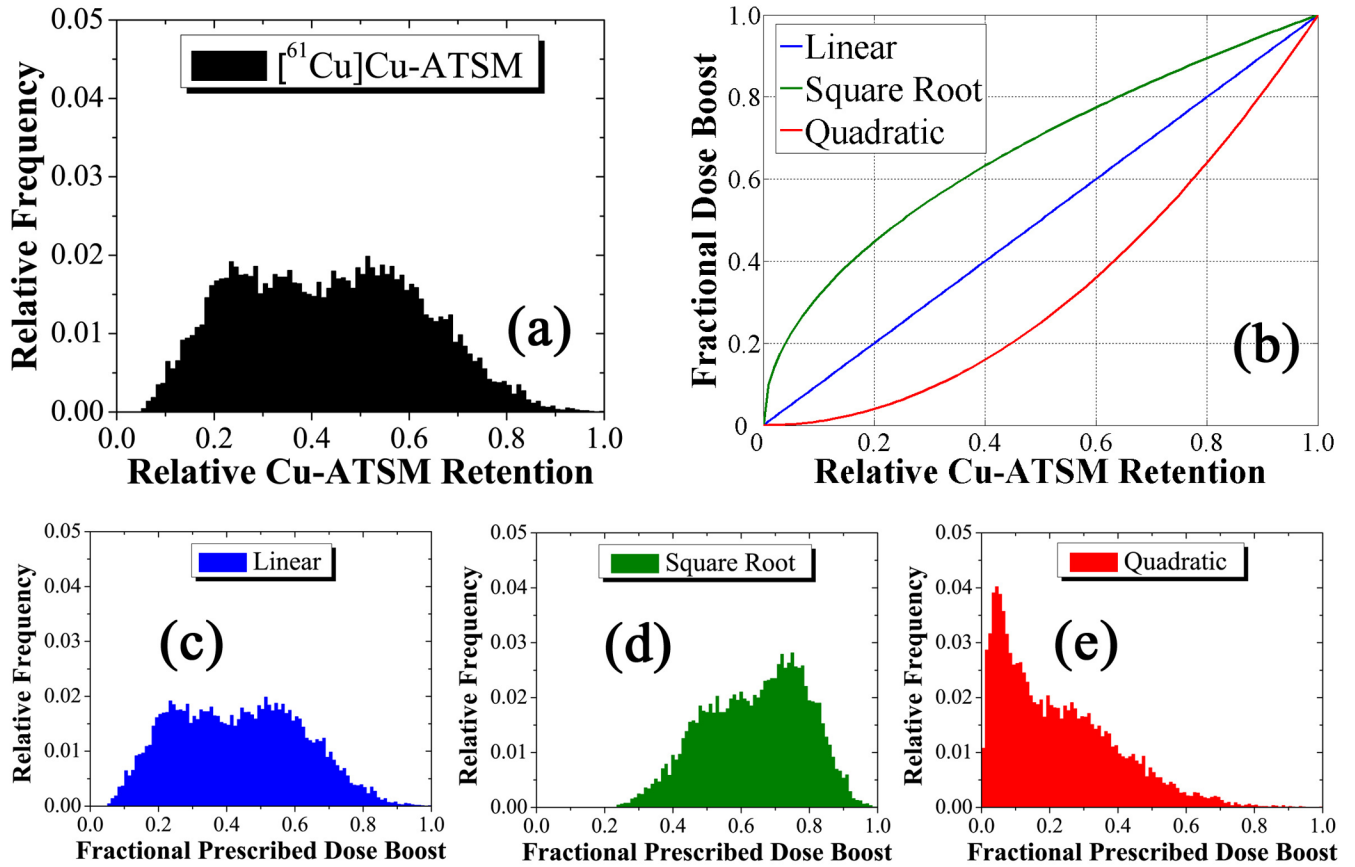 0.05
0.04
0.03
0.02
0.01
0.00
Relative Frequency
[⁶¹Cu]Cu-ATSM
(a)
0.0 0.2 0.4 0.6 0.8 1.0
Relative Cu-ATSM Retention
1.0
0.8
0.6
0.4
0.2
0
Fractional Dose Boost
Linear
Square Root
Quadratic
(b)
0.2 0.4 0.6 0.8 1.0
Relative Cu-ATSM Retention
0.05
0.04
0.03
0.02
0.01
0.00
Relative Frequency
Linear
(c)
0.0 0.2 0.4 0.6 0.8 1.0
Fractional Prescribed Dose Boost
0.05
0.04
0.03
0.02
0.01
0.00
Relative Frequency
Square Root
(d)
0.0 0.2 0.4 0.6 0.8 1.0
Fractional Prescribed Dose Boost
0.05
0.04
0.03
0.02
0.01
0.00
Relative Frequency
Quadratic
(e)
0.0 0.2 0.4 0.6 0.8 1.0
Fractional Prescribed Dose Boost